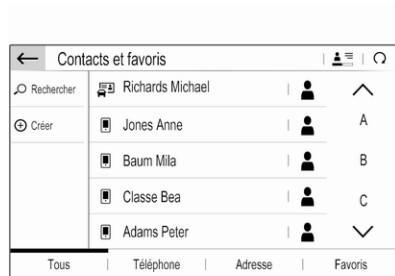 Contacts et favoris
Rechercher
Richards Michael
Créer
Jones Anne
A
Baum Mila
B
Classe Bea
C
Adams Peter
Tous
Téléphone
Adresse
Favoris